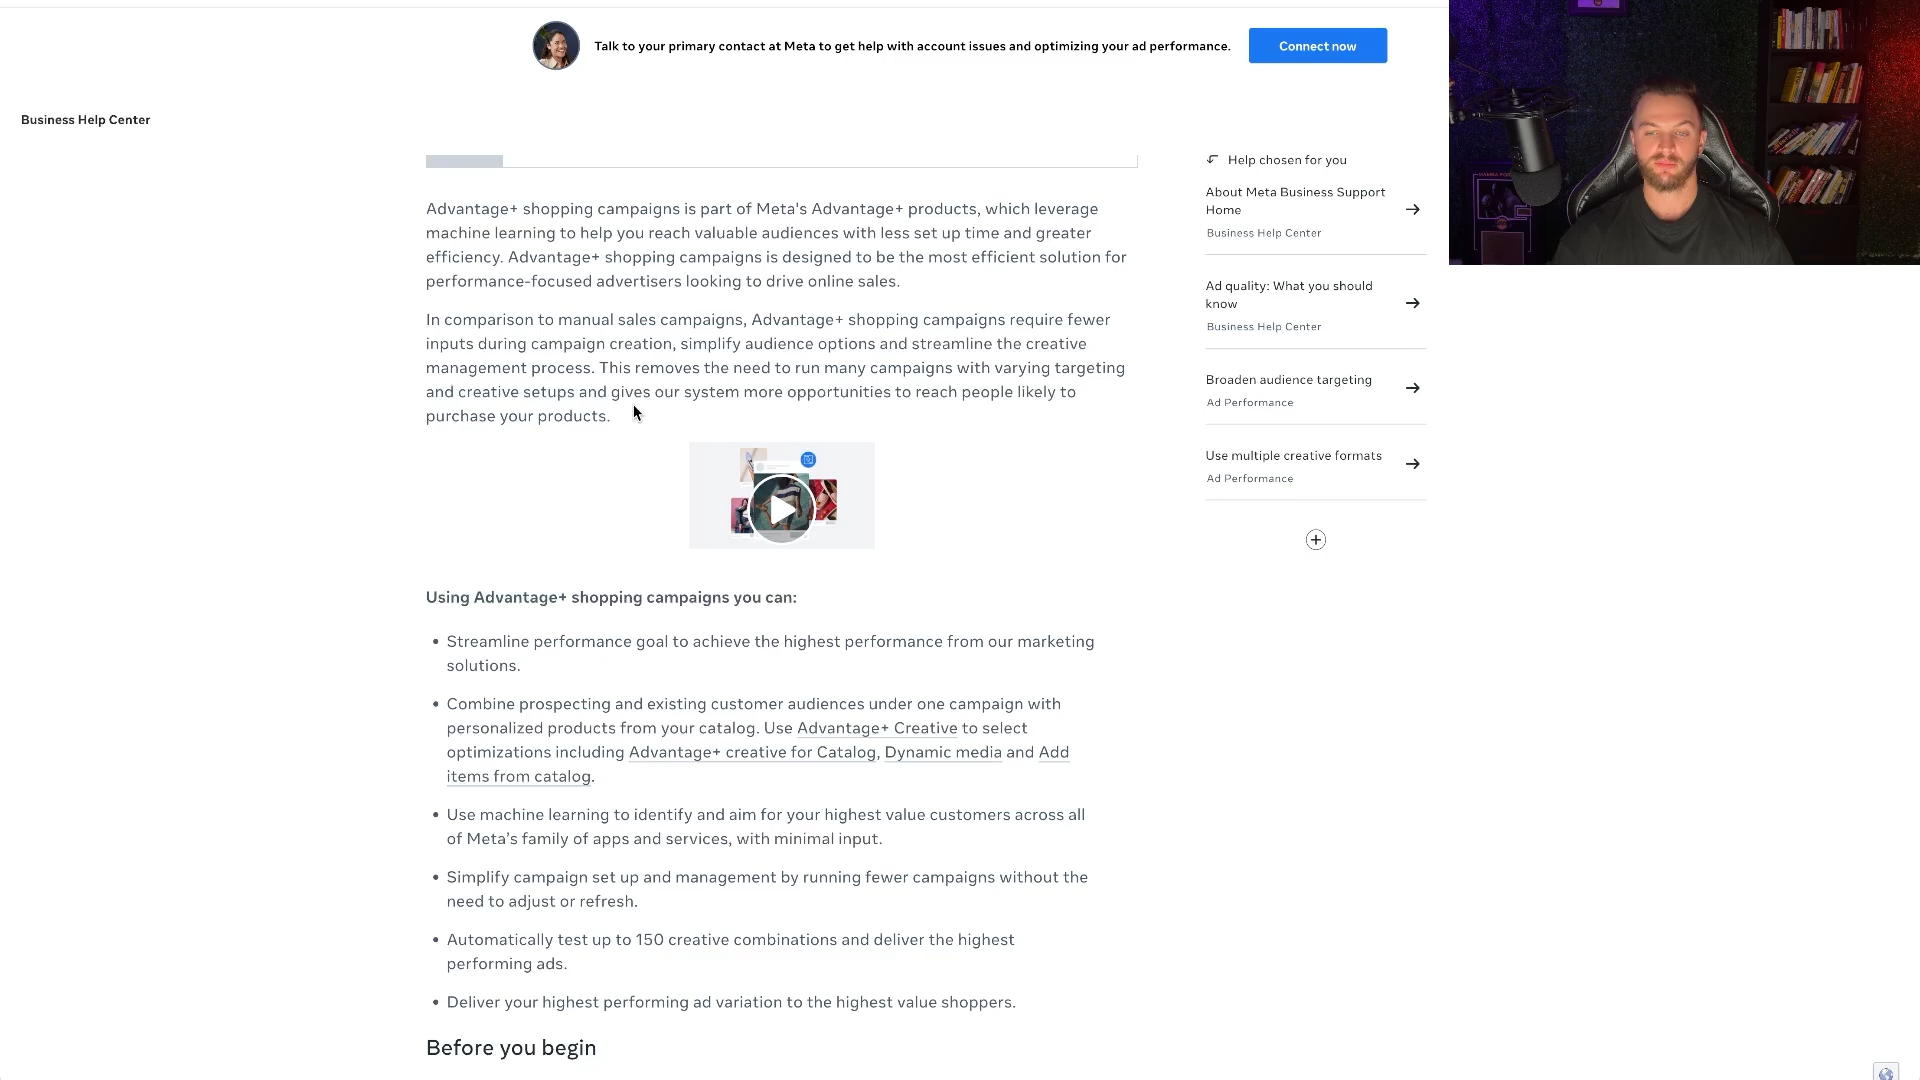 Talk to your primary contact at Meta to get help with account issues and optimizing your ad performance.
Connect now
Business Help Center
Advantage+ shopping campaigns is part of Meta's Advantage+ products, which leverage
machine learning to help you reach valuable audiences with less set up time and greater
efficiency. Advantage+ shopping campaigns is designed to be the most efficient solution for
performance-focused advertisers looking to drive online sales.
In comparison to manual sales campaigns, Advantage+ shopping campaigns require fewer
inputs during campaign creation, simplify audience options and streamline the creative
management process. This removes the need to run many campaigns with varying targeting
and creative setups and gives our system more opportunities to reach people likely to
purchase your products.
Using Advantage+ shopping campaigns you can:
• Streamline performance goal to achieve the highest performance from our marketing
solutions.
• Combine prospecting and existing customer audiences under one campaign with
personalized products from your catalog. Use Advantage+ Creative to select
optimizations including Advantage+ creative for Catalog, Dynamic media and Add
items from catalog.
• Use machine learning to identify and aim for your highest value customers across all
of Meta’s family of apps and services, with minimal input.
• Simplify campaign set up and management by running fewer campaigns without the
need to adjust or refresh.
• Automatically test up to 150 creative combinations and deliver the highest
performing ads.
• Deliver your highest performing ad variation to the highest value shoppers.
Before you begin
Help chosen for you
About Meta Business Support
Home
Business Help Center
Ad quality: What you should
know
Business Help Center
Broaden audience targeting
Ad Performance
Use multiple creative formats
Ad Performance